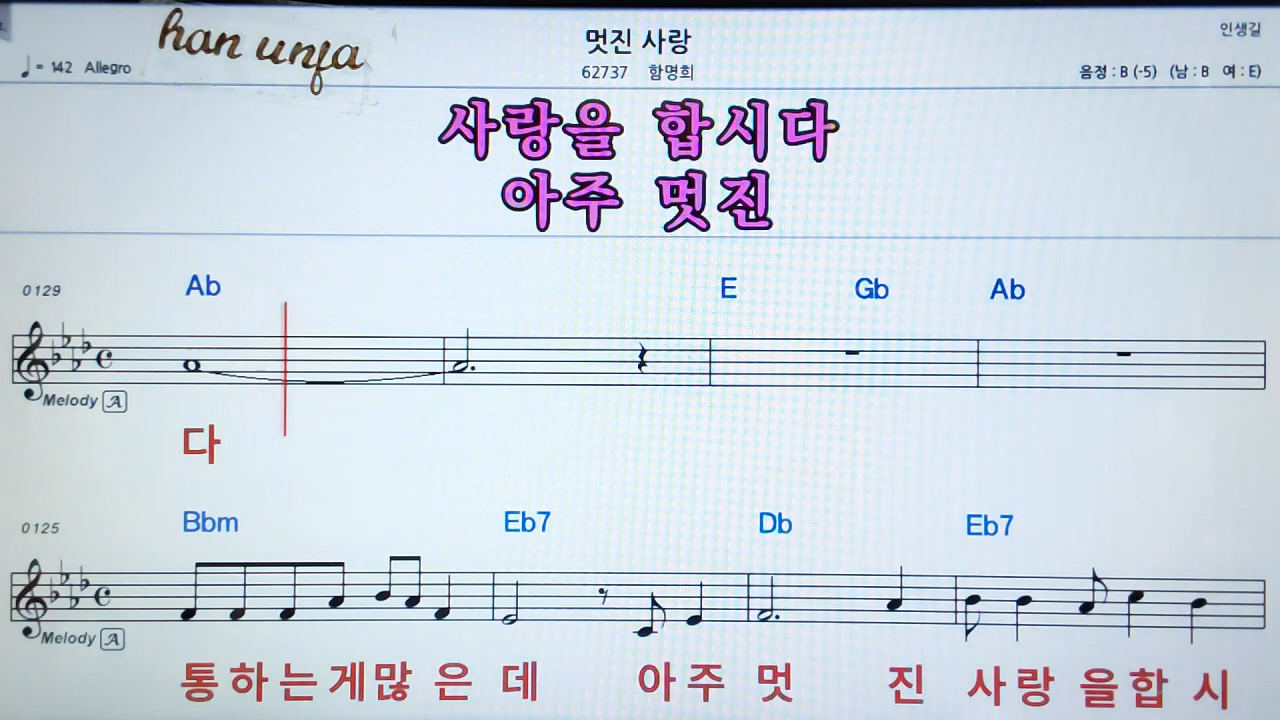 han unfa
멋진 사랑
인생길
= 142 Allegro
62737 함명희
음정 : B (-5) (남 : B 여 : E)
사랑을 합시다
아주 멋진
0129 Ab E Gb Ab
Melody A
다
0125 Bbm Eb7 Db Eb7
Melody A
통하는게많은데 아주멋 진 사랑을합시